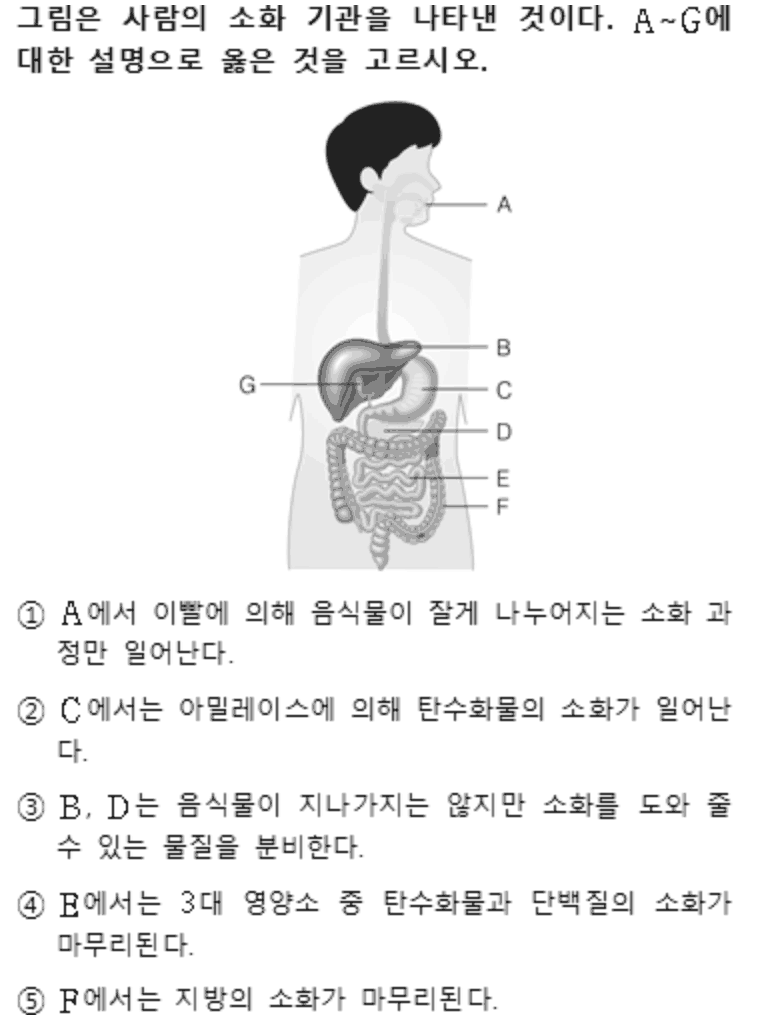 그림은 사람의 소화 기관을 나타낸 것이다. A~G에
대한 설명으로 옳은 것을 고르시오.
A
B
G
C
D
E
F
① A에서 이빨에 의해 음식물이 잘게 나누어지는 소화 과
정만 일어난다.
② C에서는 아밀레이스에 의해 탄수화물의 소화가 일어난
다.
③ B, D는 음식물이 지나가지는 않지만 소화를 도와 줄
수 있는 물질을 분비한다.
④ E에서는 3대 영양소 중 탄수화물과 단백질의 소화가
마무리된다.
⑤ F에서는 지방의 소화가 마무리된다.